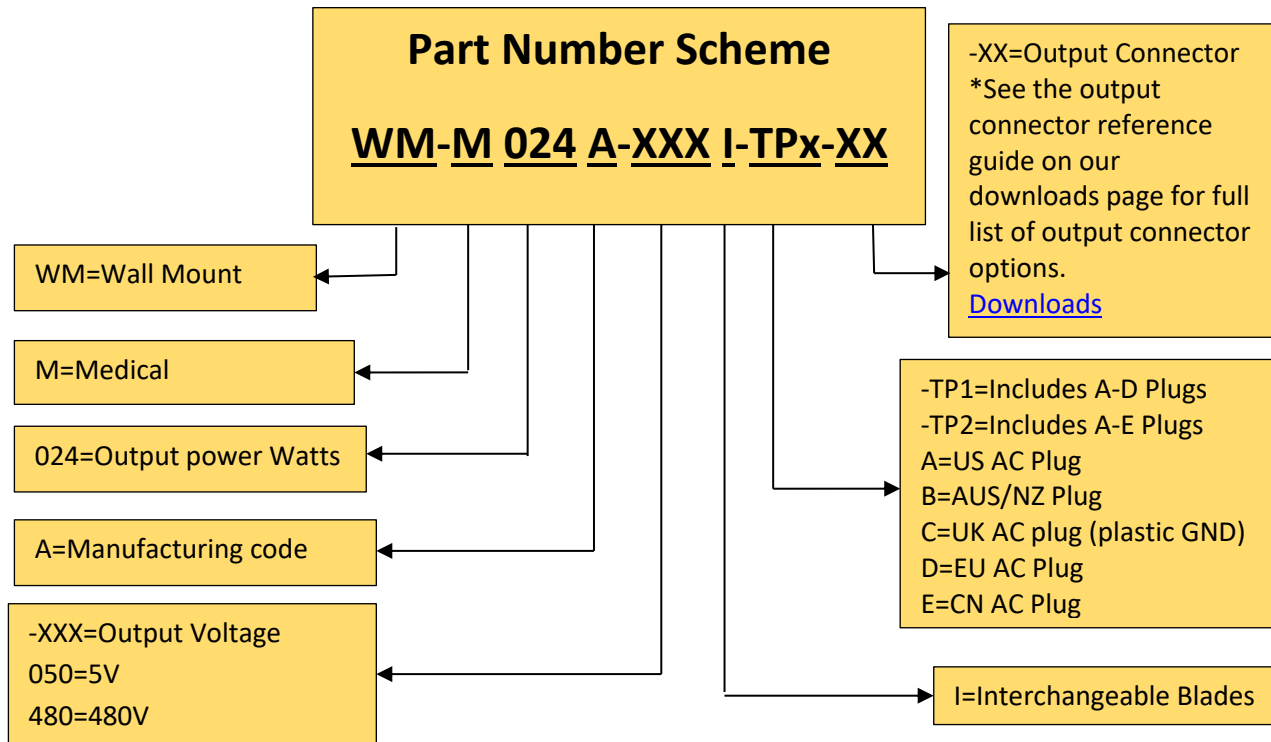 Part Number Scheme
WM-M 024 A-XXX I-TPx-XX
-XX=Output Connector
*See the output
connector reference
guide on our
downloads page for full
list of output connector
options.
Downloads
WM=Wall Mount
M=Medical
024=Output power Watts
A=Manufacturing code
-XXX=Output Voltage
050=5V
480=480V
-TP1=Includes A-D Plugs
-TP2=Includes A-E Plugs
A=US AC Plug
B=AUS/NZ Plug
C=UK AC plug (plastic GND)
D=EU AC Plug
E=CN AC Plug
I=Interchangeable Blades